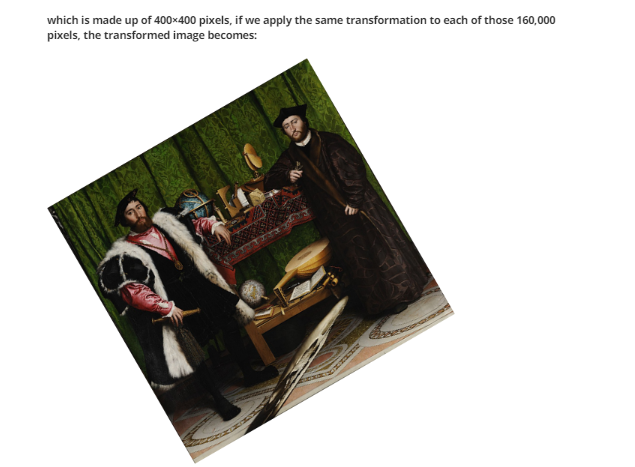 which is made up of 400×400 pixels, if we apply the same transformation to each of those 160,000
pixels, the transformed image becomes: